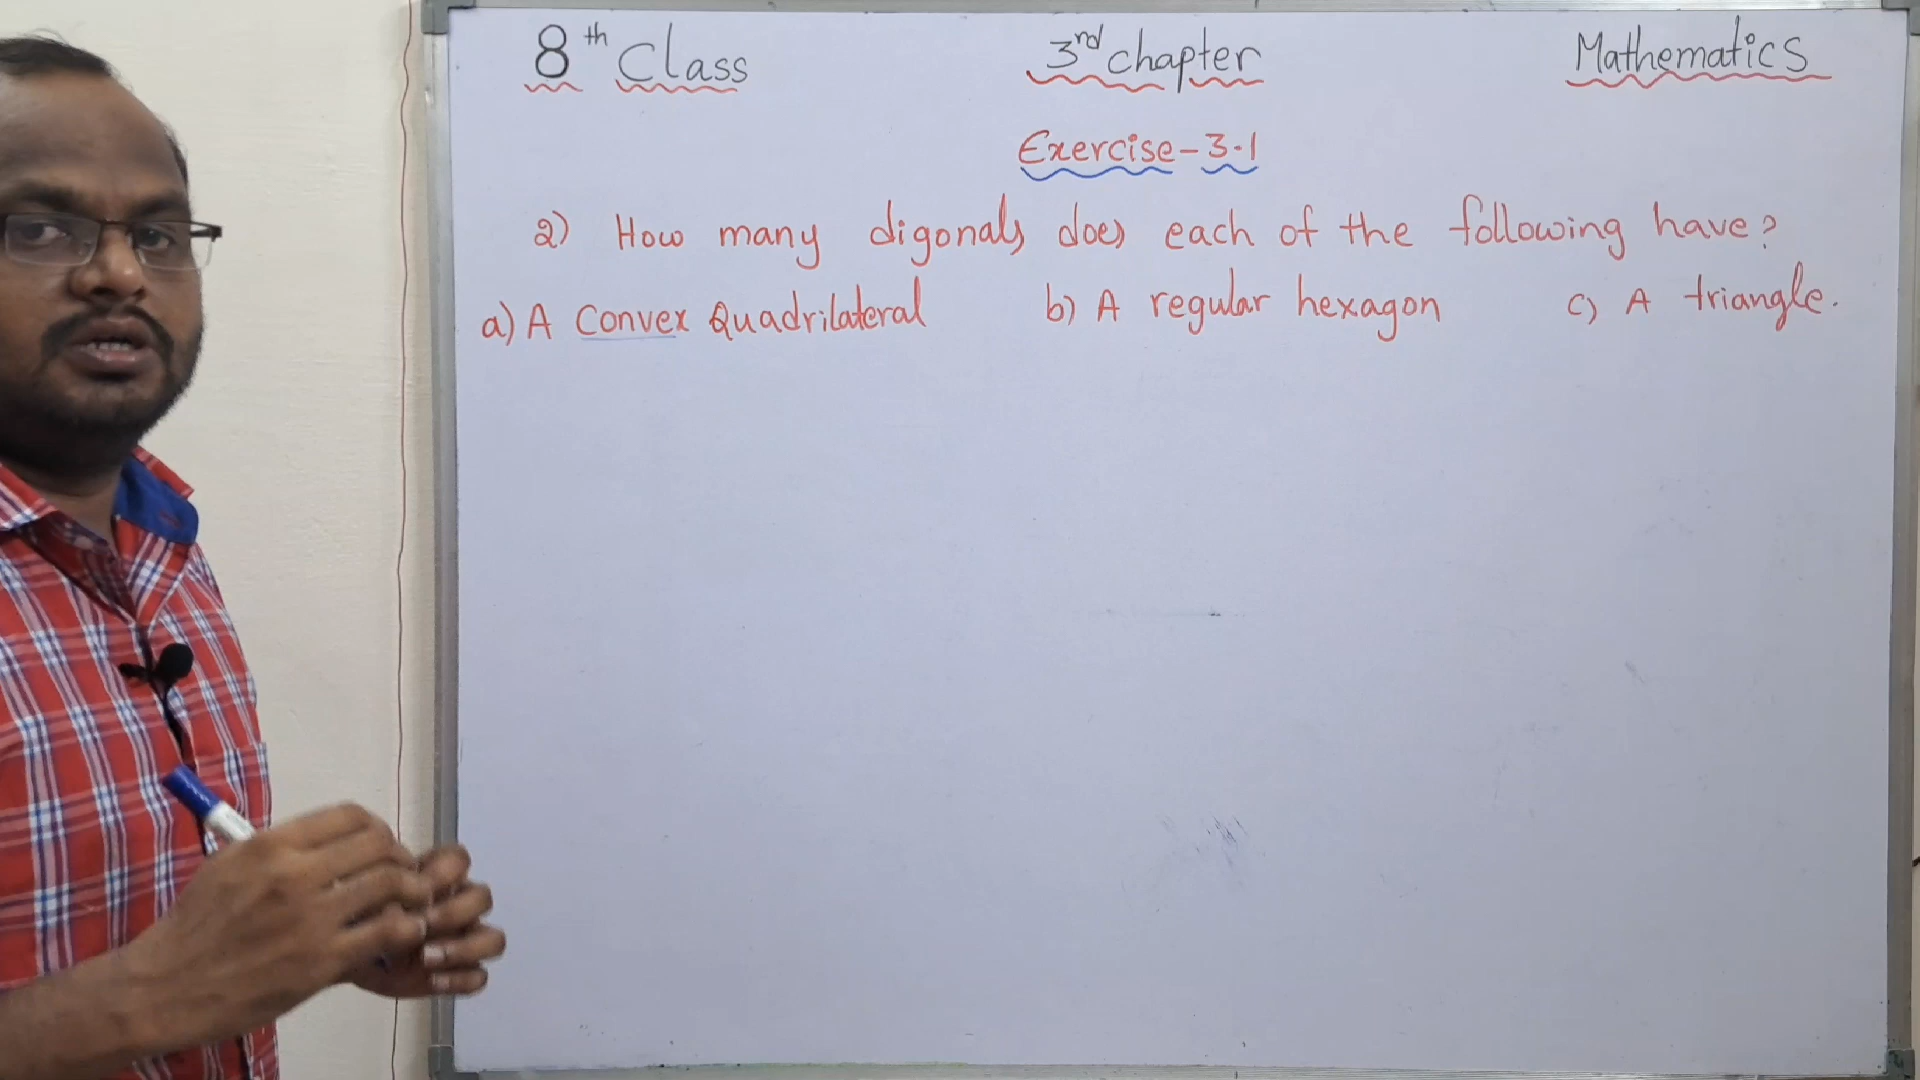 8th Class 3rd chapter Mathematics
Exercise-3.1
2) How many digonals does each of the following have?
a) A Convex Quadrilateral b) A regular hexagon c) A triangle.